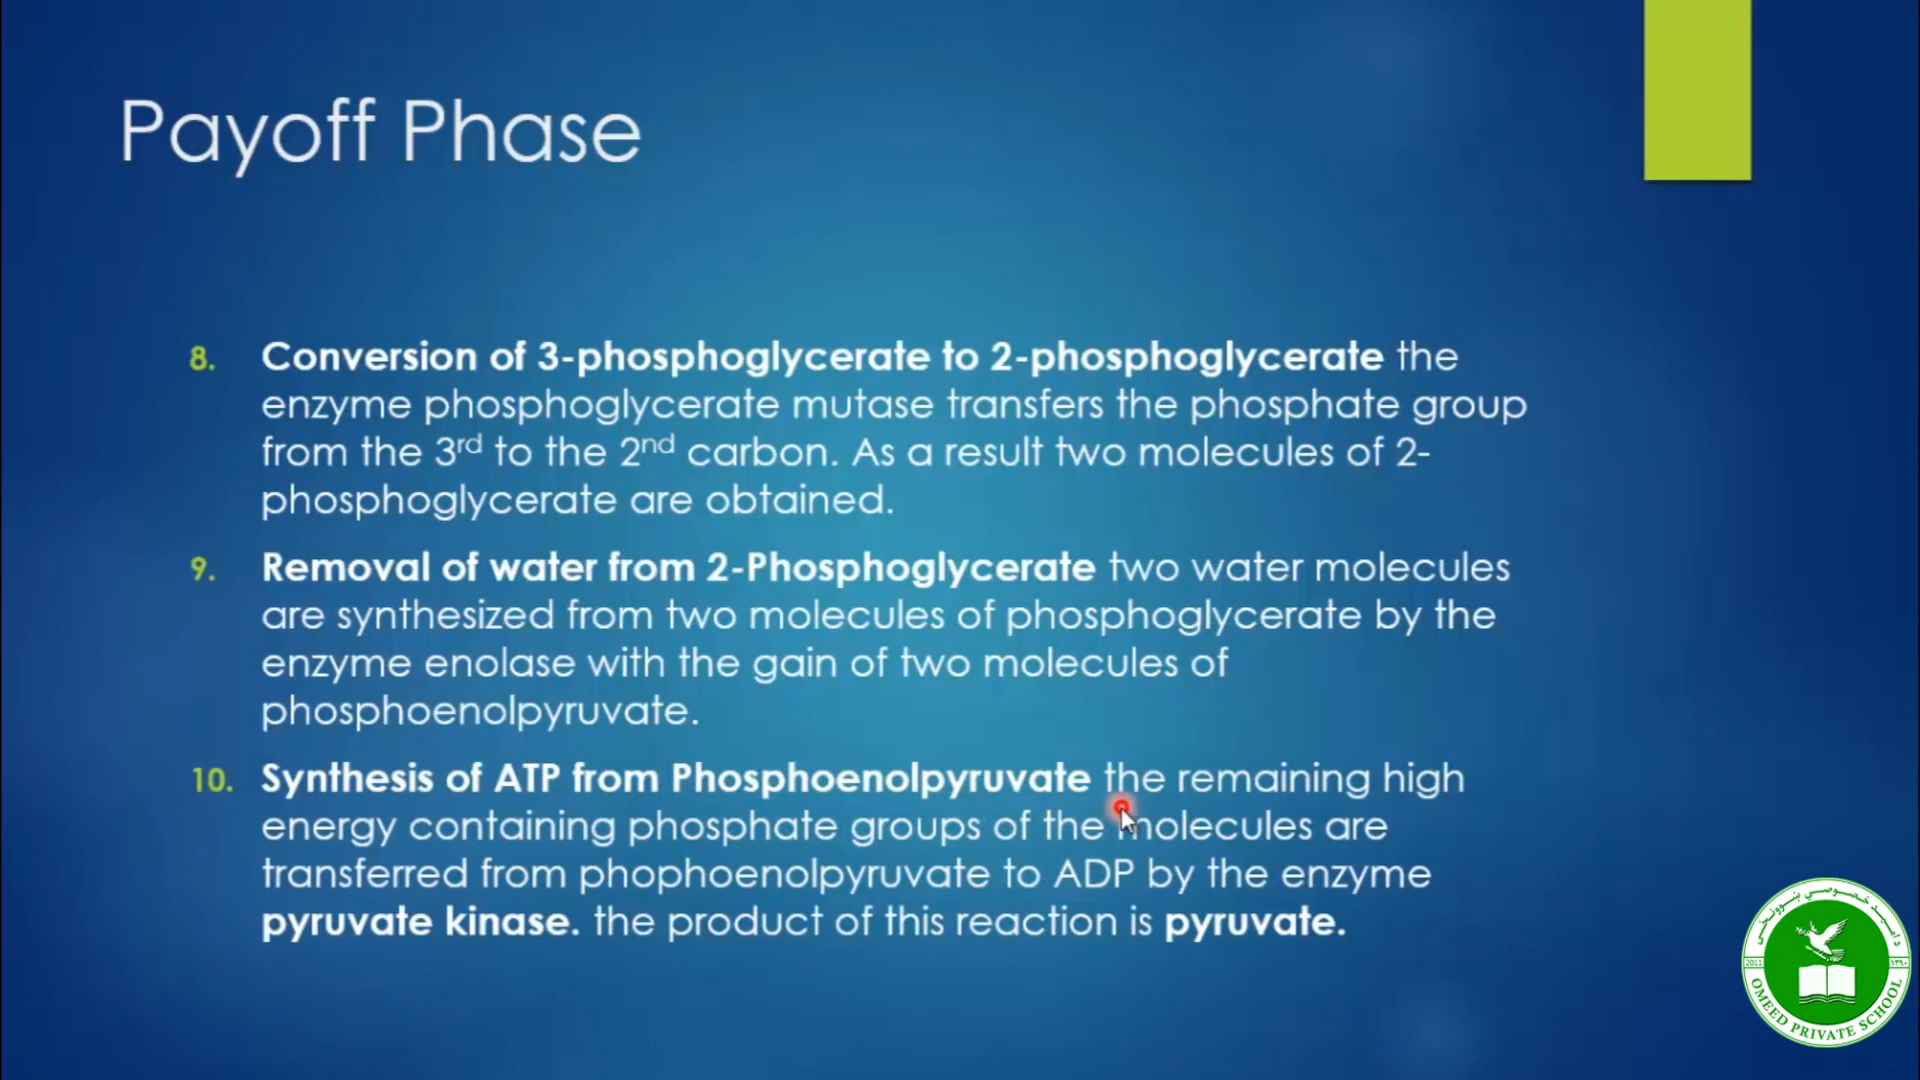 Payoff Phase
8. Conversion of 3-phosphoglycerate to 2-phosphoglycerate the
enzyme phosphoglycerate mutase transfers the phosphate group
from the 3rd to the 2nd carbon. As a result two molecules of 2-
phosphoglycerate are obtained.
9. Removal of water from 2-Phosphoglycerate two water molecules
are synthesized from two molecules of phosphoglycerate by the
enzyme enolase with the gain of two molecules of
phosphoenolpyruvate.
10. Synthesis of ATP from Phosphoenolpyruvate the remaining high
energy containing phosphate groups of the molecules are
transferred from phophoenolpyruvate to ADP by the enzyme
pyruvate kinase. the product of this reaction is pyruvate.
2011
١٣٩٠
OMEED PRIVATE SCHOOL